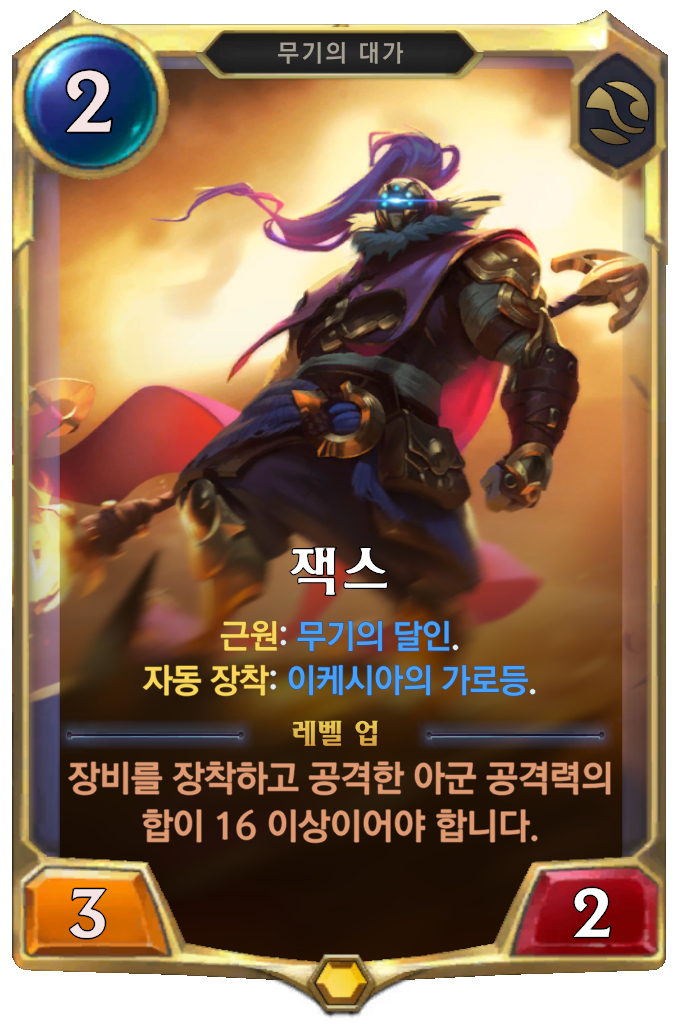 무기의 대가
2
잭스
근원: 무기의 달인.
자동 장착: 이케시아의 가로등.
레벨 업
장비를 장착하고 공격한 아군 공격력의
합이 16 이상이어야 합니다.
3
2